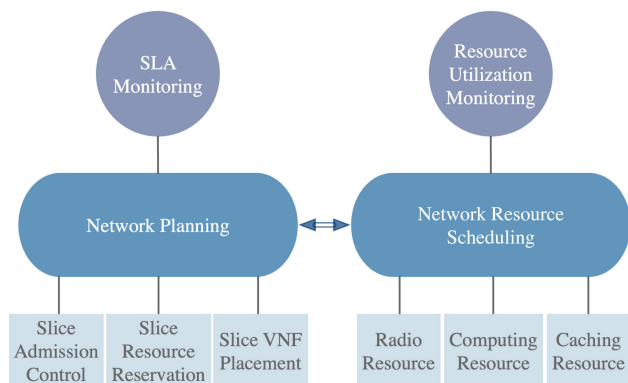 SLA
Monitoring
Resource
Utilization
Monitoring
Network Planning
Network Resource
Scheduling
Slice
Admission
Control
Slice
Resource
Reservation
Slice VNF
Placement
Radio
Resource
Computing
Resource
Caching
Resource